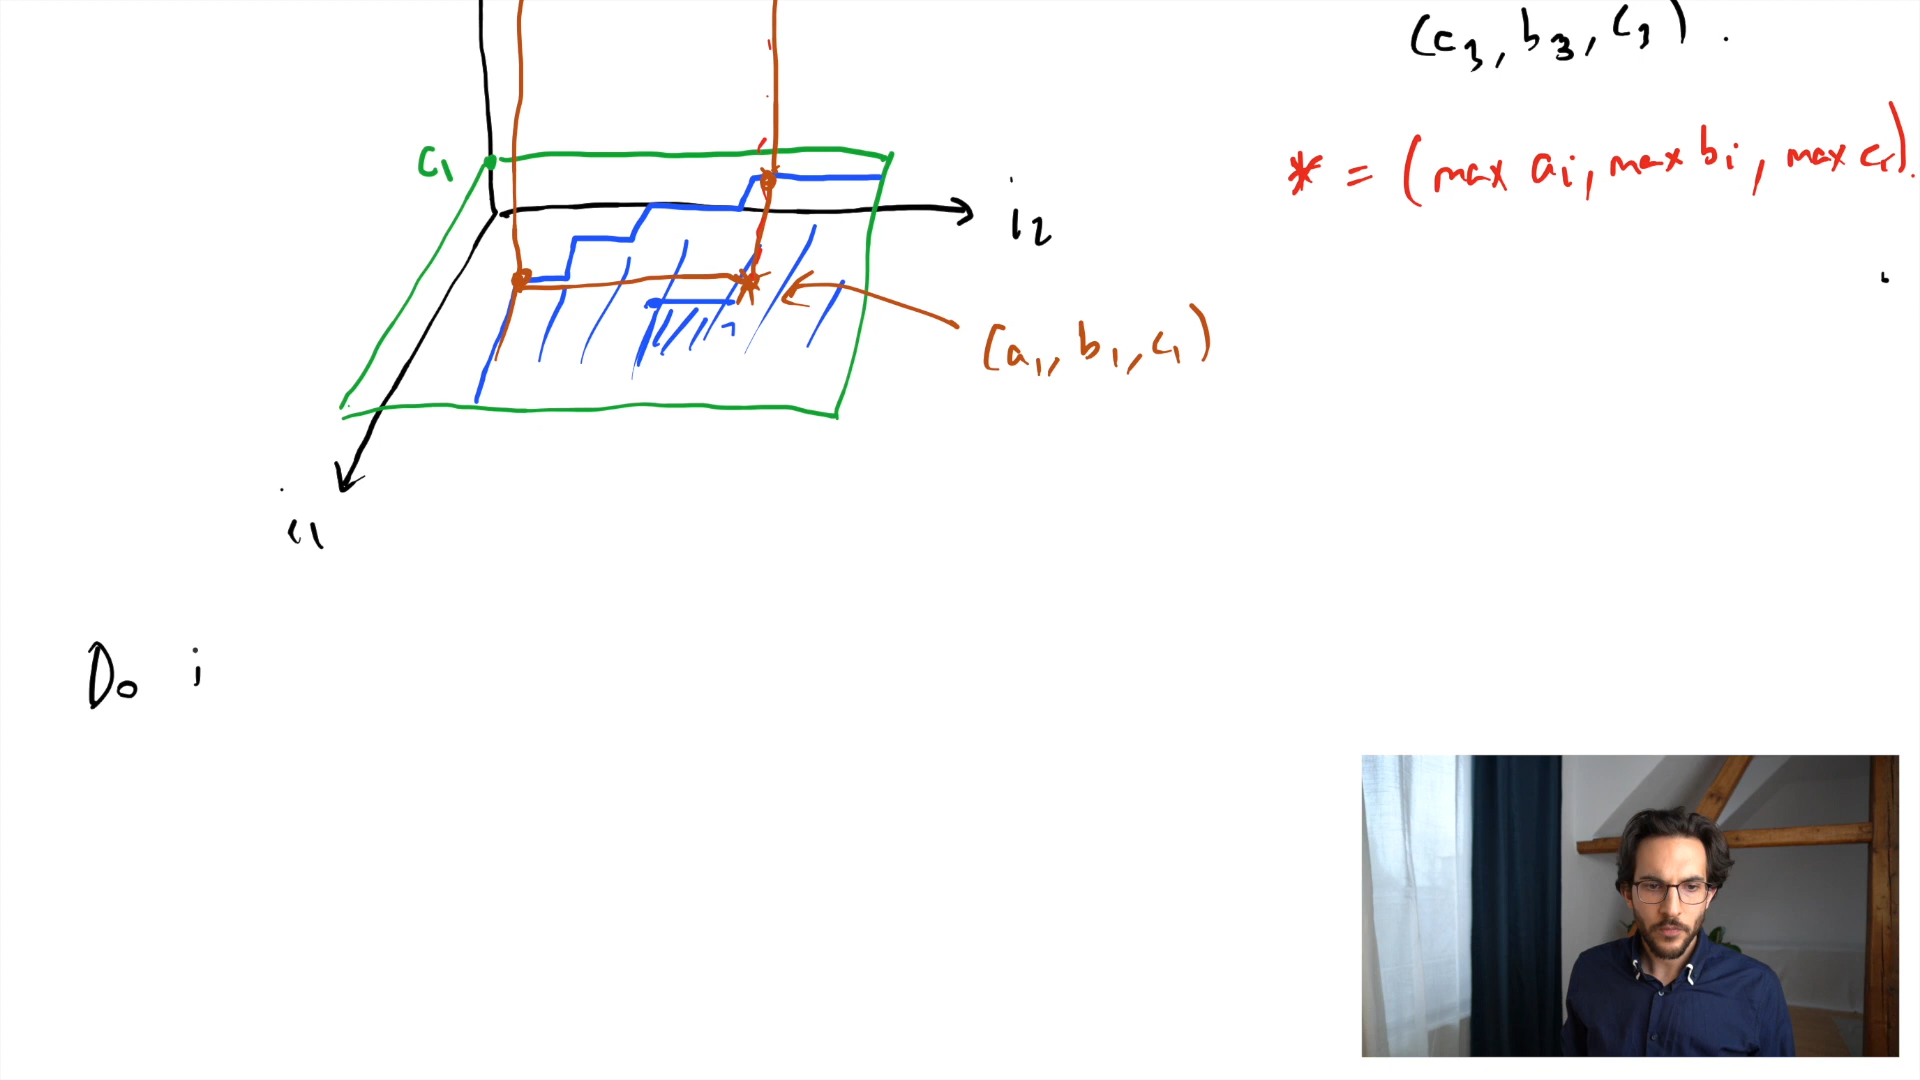 (c₃, b₃, c₃).
* = (max aᵢ, max bᵢ, max cᵢ).
c₁
i₂
(a₁, b₁, c₁)
i₁
Do i